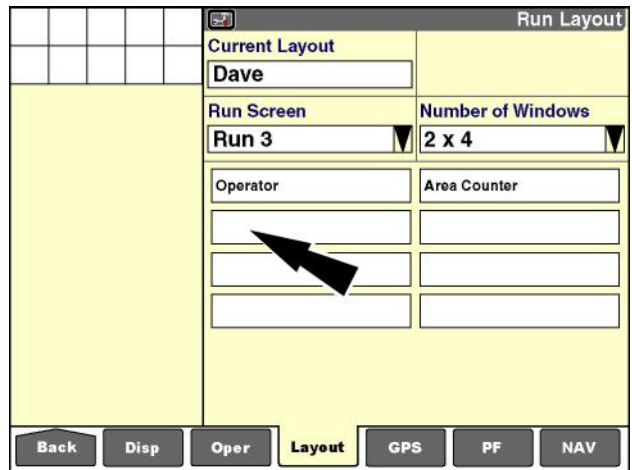 Run Layout
Current Layout
Dave
Run Screen
Number of Windows
Run 3
2 x 4
Operator
Area Counter
Back
Disp
Oper
Layout
GPS
PF
NAV